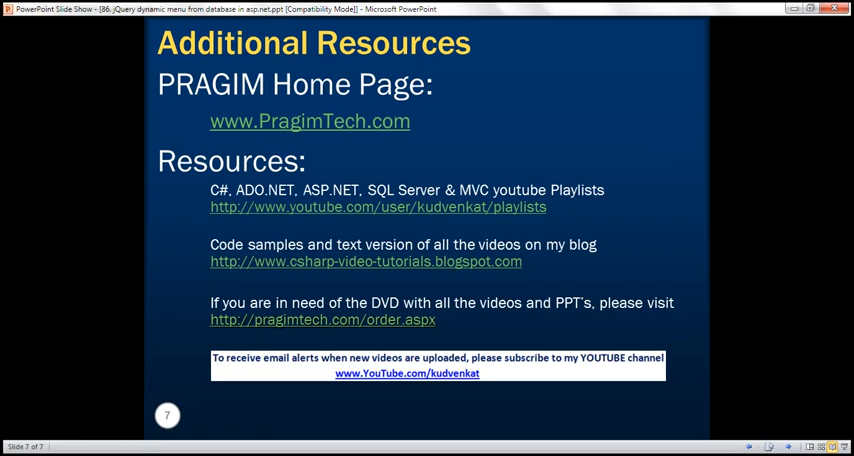 PowerPoint Slide Show - [86. jQuery dynamic menu from database in asp.net.ppt [Compatibility Mode]] - Microsoft PowerPoint
Additional Resources
PRAGIM Home Page:
www.PragimTech.com
Resources:
C#, ADO.NET, ASP.NET, SQL Server & MVC youtube Playlists
http://www.youtube.com/user/kudvenkat/playlists
Code samples and text version of all the videos on my blog
http://www.csharp-video-tutorials.blogspot.com
If you are in need of the DVD with all the videos and PPT's, please visit
http://pragimtech.com/order.aspx
To receive email alerts when new videos are uploaded, please subscribe to my YOUTUBE channel
www.YouTube.com/kudvenkat
7
Slide 7 of 7